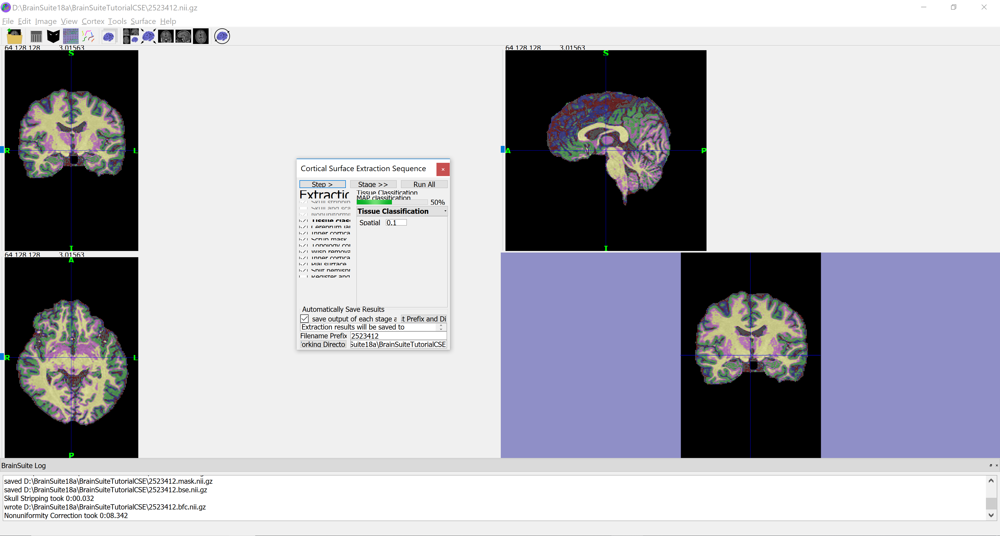 D:\BrainSuite18a\BrainSuiteTutorialCSE\2523412.nii.gz
File Edit Image View Cortex Tools Surface Help
64 128 128 3.01563
S
R
L
I
64 128 128 3.01563
S
A
P
I
Cortical Surface Extraction Sequence
Step > Stage >> Run All
Extractic
Tissue Classification
MAP classification
50%
Skull strippin
Skull and sca
Nonuniformi
Tissue clas
Cerebrum lar
Inner cortica
Scrub mask
Topology co
Wisp remova
Inner cortica
Pial surface
Split hemispr
Register and
Tissue Classification
Spatial 0.1
Automatically Save Results
save output of each stage a
t Prefix and Di
Extraction results will be saved to
Filename Prefix 2523412
orking Directo
Suite18a\BrainSuiteTutorialCSE
64 128 128 3.01563
A
R
L
P
BrainSuite Log
saved D:\BrainSuite18a\BrainSuiteTutorialCSE\2523412.mask.nii.gz
saved D:\BrainSuite18a\BrainSuiteTutorialCSE\2523412.bse.nii.gz
Skull Stripping took 0:00.032
wrote D:\BrainSuite18a\BrainSuiteTutorialCSE\2523412.bfc.nii.gz
Nonuniformity Correction took 0:08.342